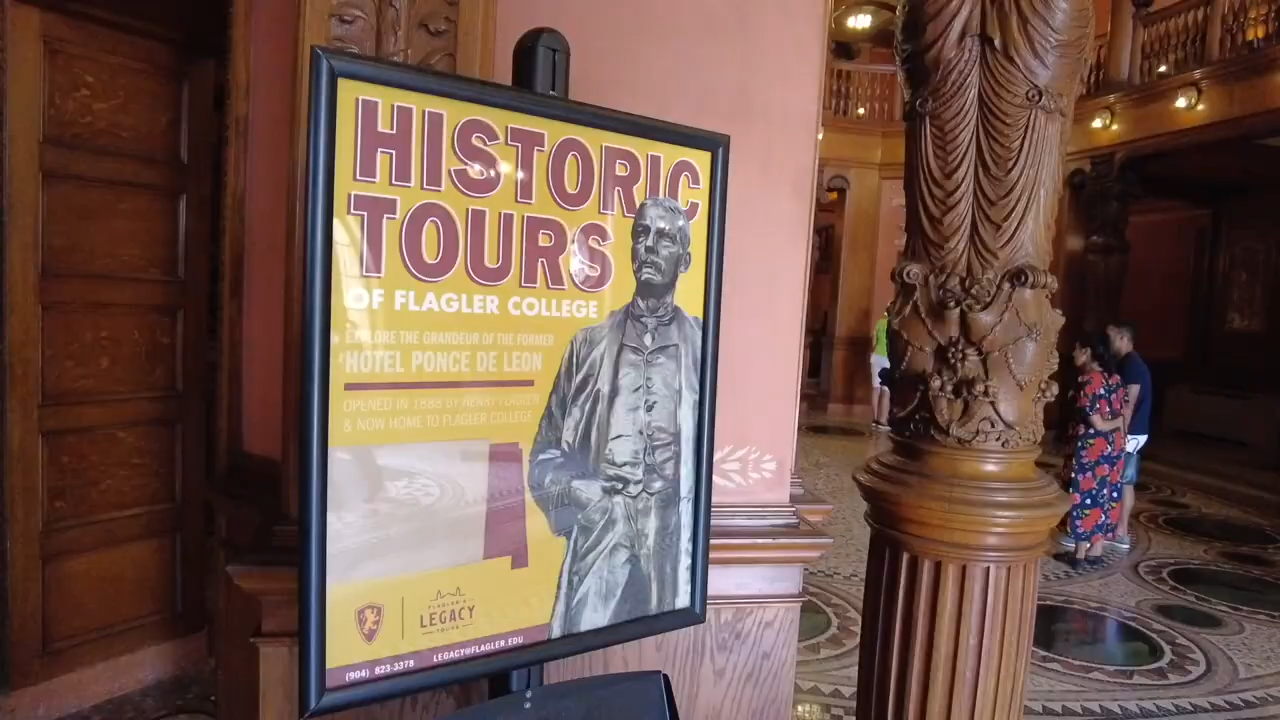 HISTORIC
TOURS
OF FLAGLER COLLEGE
EXPLORE THE GRANDEUR OF THE FORMER
HOTEL PONCE DE LEON
OPENED IN 1888 BY HENRY FLAGLER
& NOW HOME TO FLAGLER COLLEGE
FLAGLER'S
LEGACY
TOURS
(904) 823-3378 LEGACY@FLAGLER.EDU